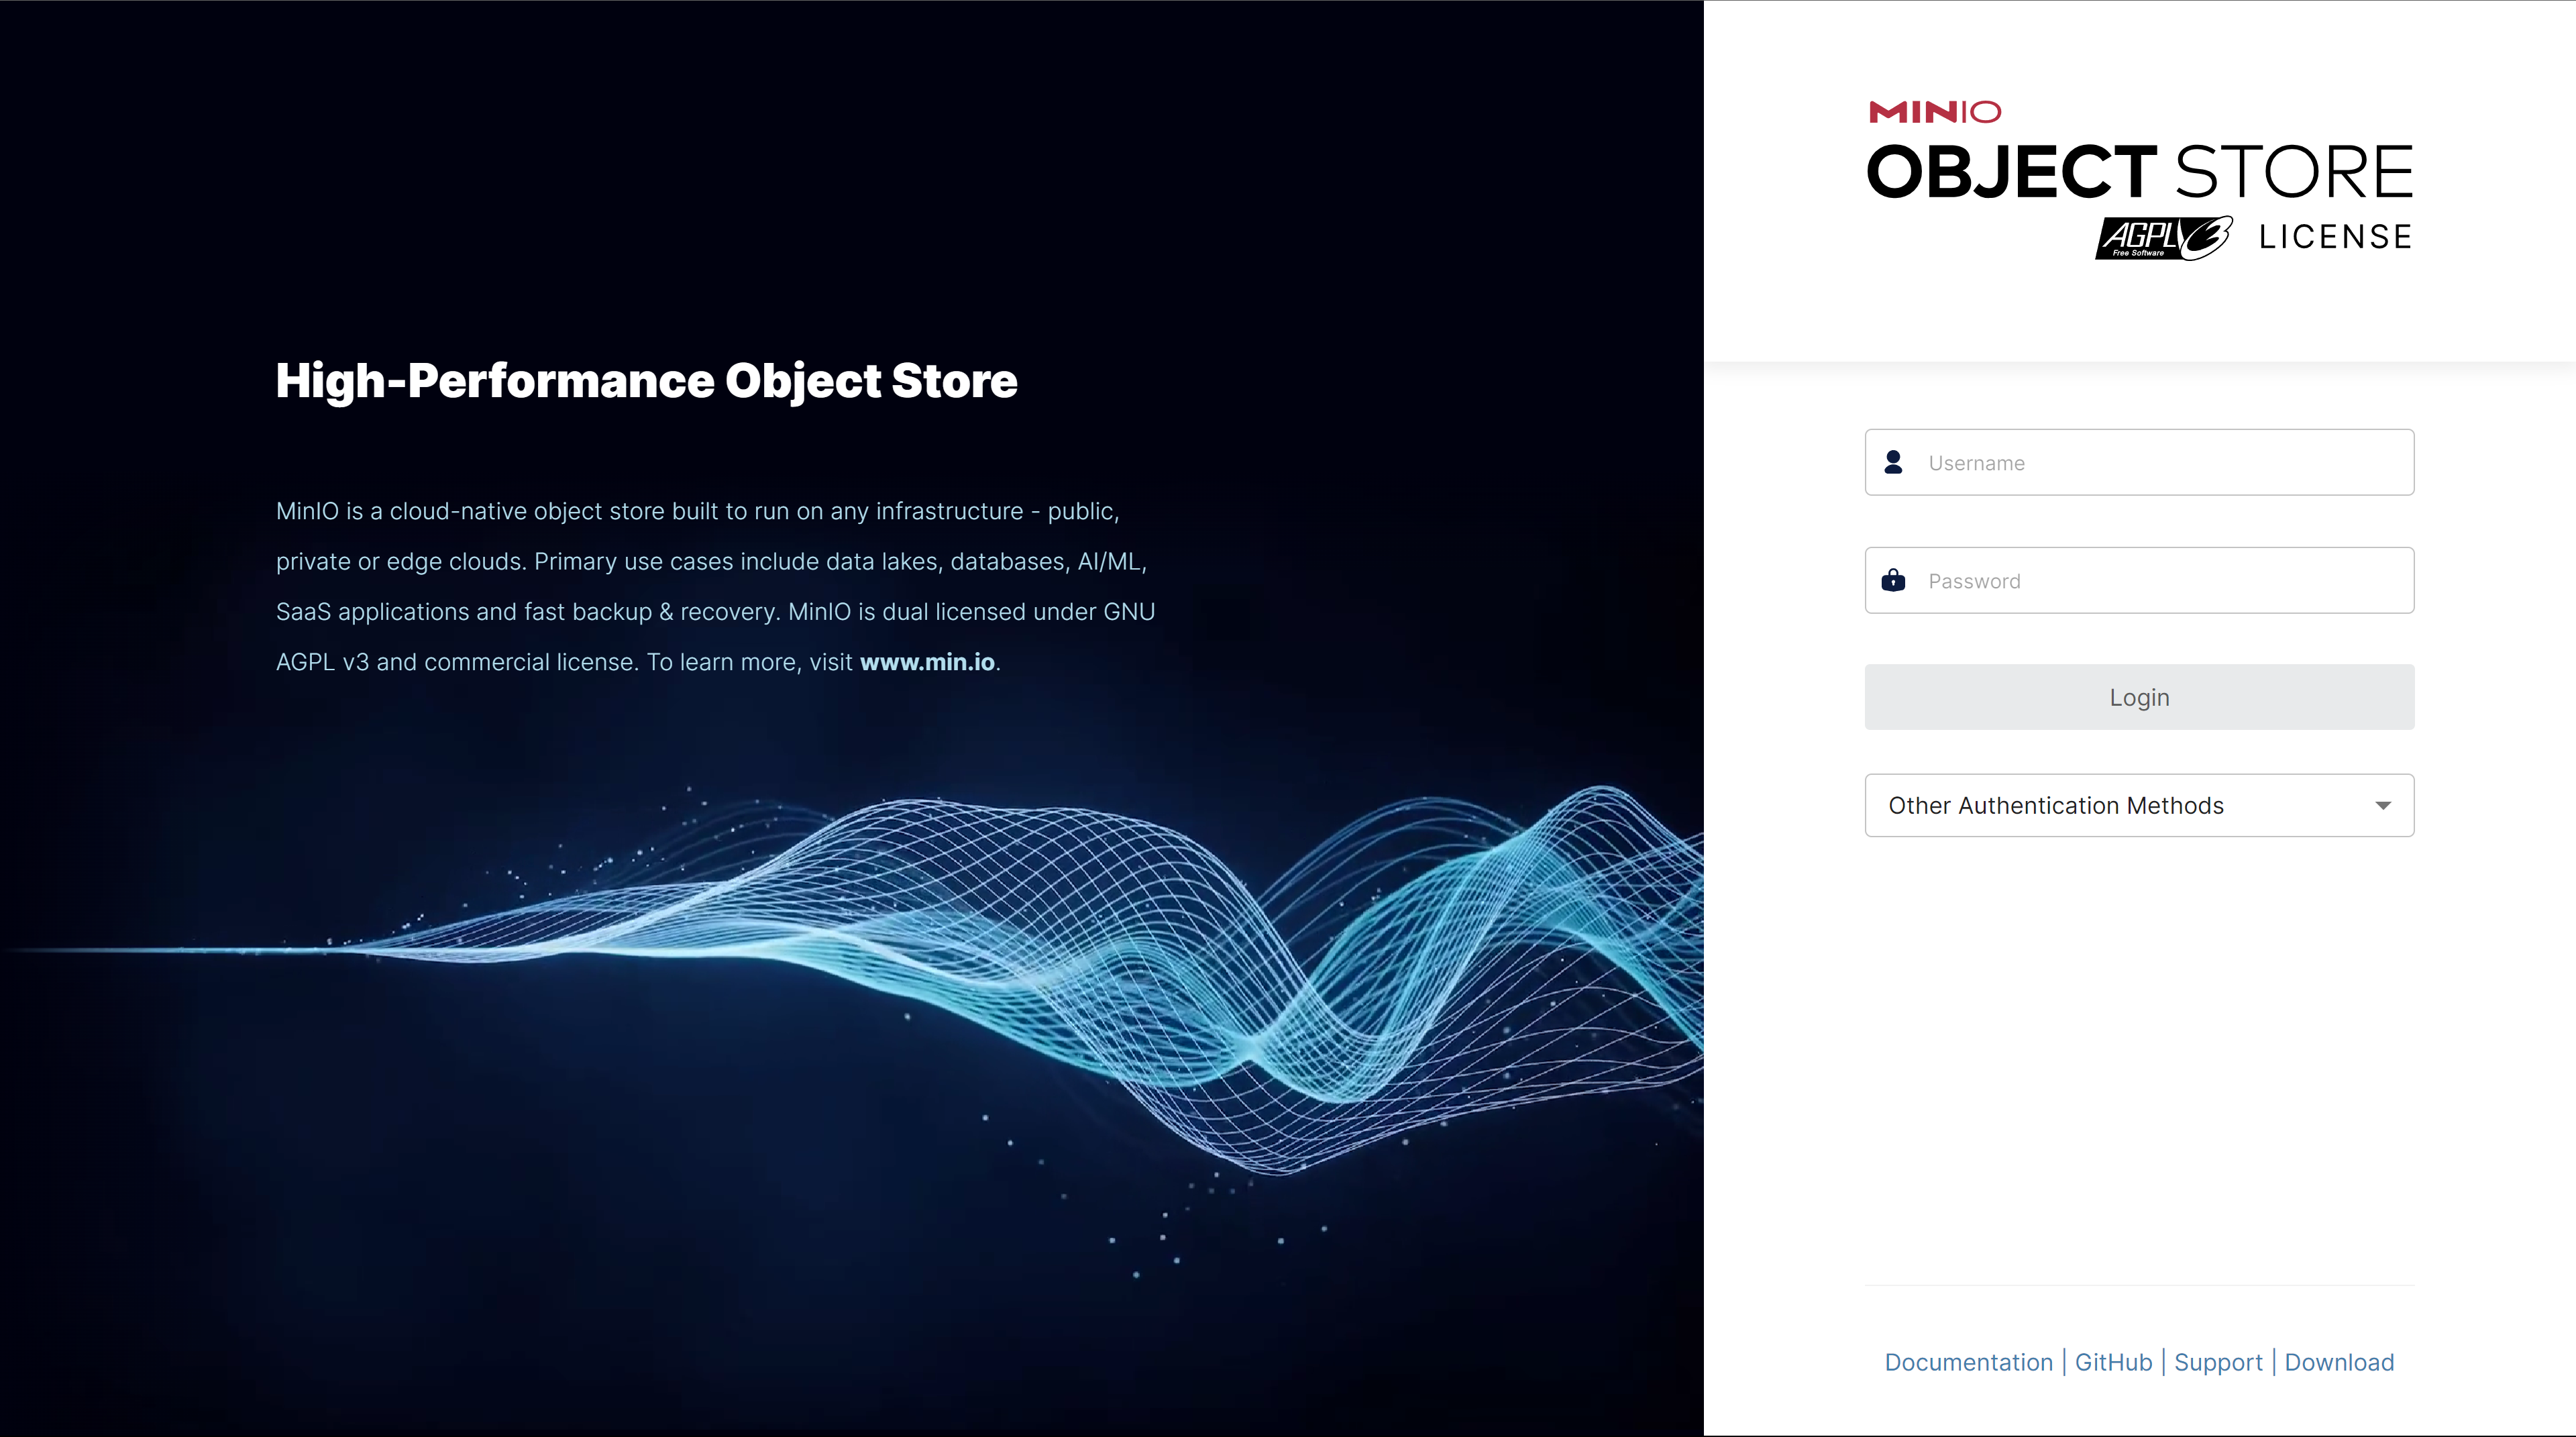 High-Performance Object Store
MinIO is a cloud-native object store built to run on any infrastructure - public,
private or edge clouds. Primary use cases include data lakes, databases, AI/ML,
SaaS applications and fast backup & recovery. MinIO is dual licensed under GNU
AGPL v3 and commercial license. To learn more, visit www.min.io.
MINIO
OBJECT STORE
AGPLv3 LICENSE
Free Software
Username
Password
Login
Other Authentication Methods
Documentation | GitHub | Support | Download